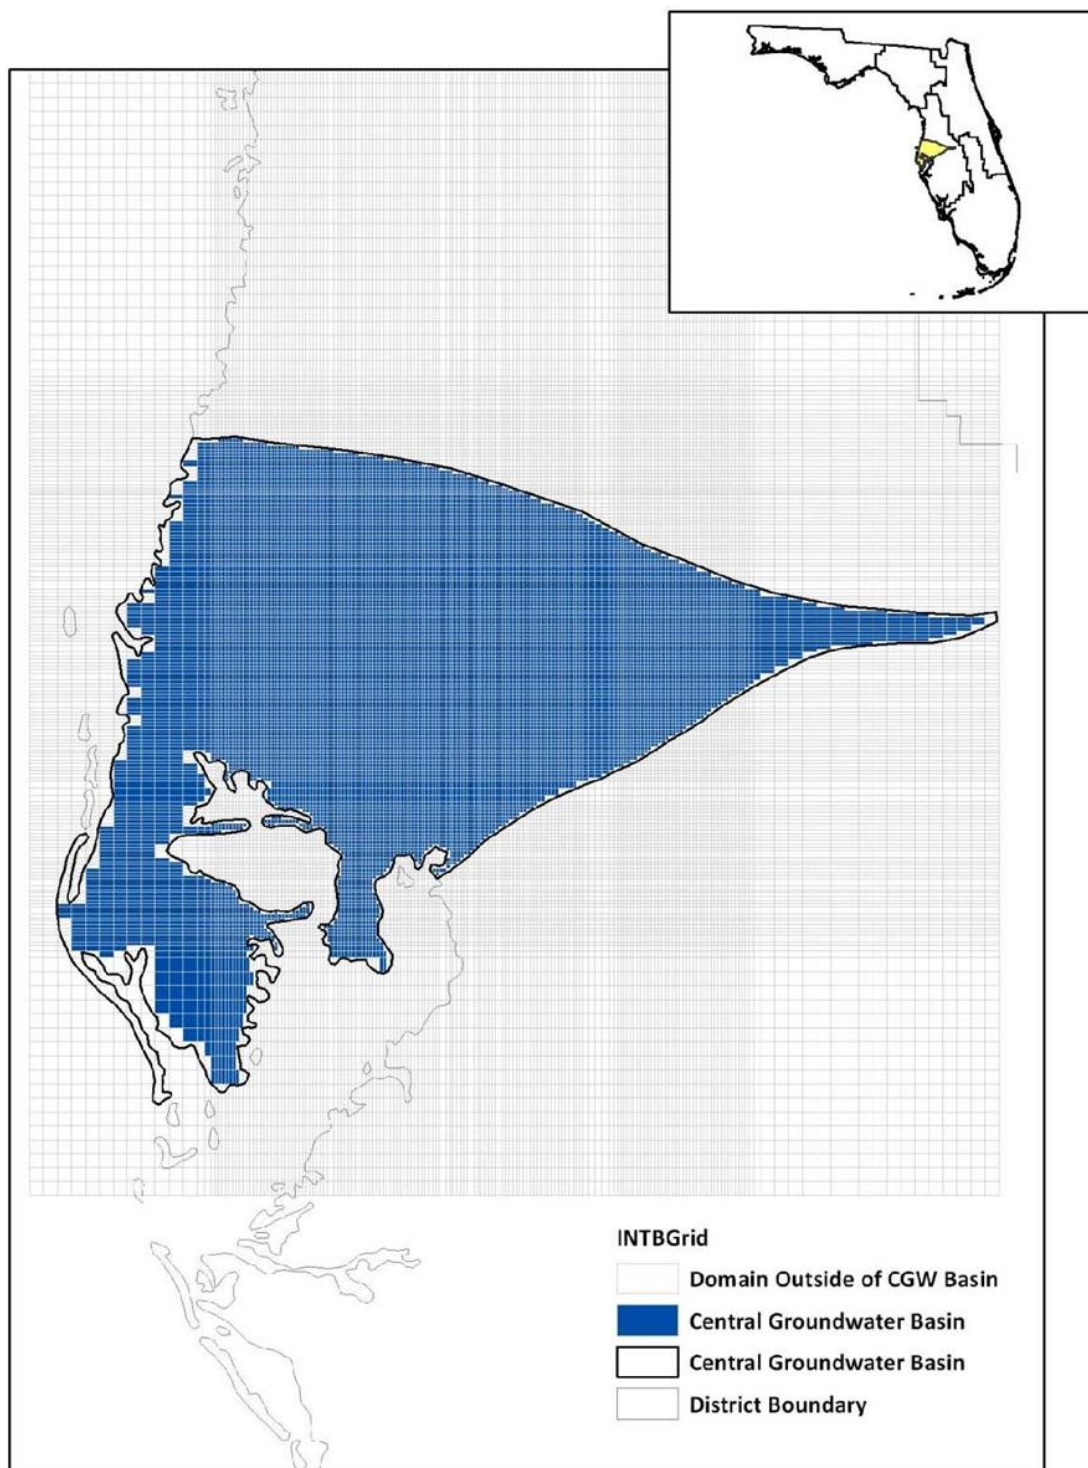 INTBGrid
Domain Outside of CGW Basin
Central Groundwater Basin
Central Groundwater Basin
District Boundary